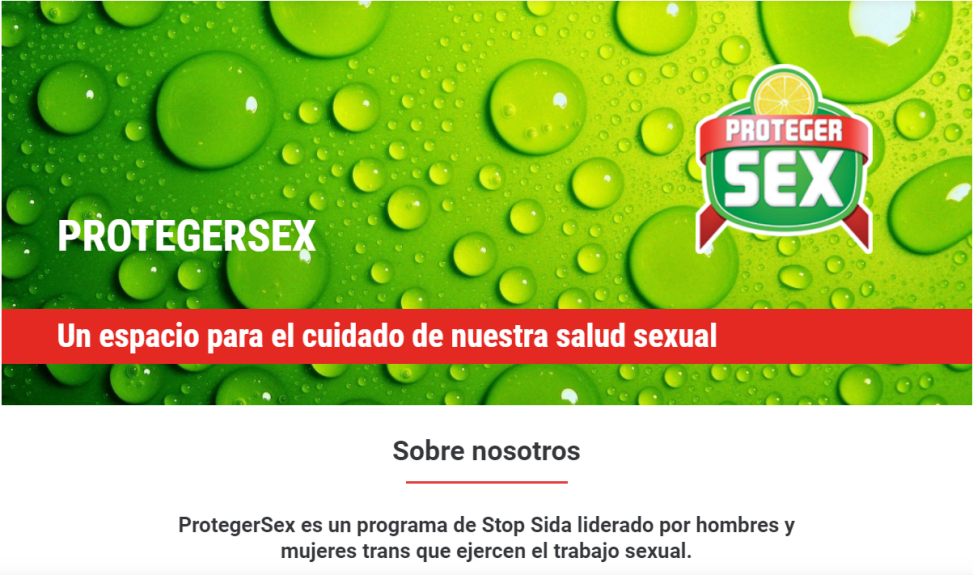 PROTEGER
SEX
PROTEGERSEX
Un espacio para el cuidado de nuestra salud sexual
Sobre nosotros
ProtegerSex es un programa de Stop Sida liderado por hombres y
mujeres trans que ejercen el trabajo sexual.